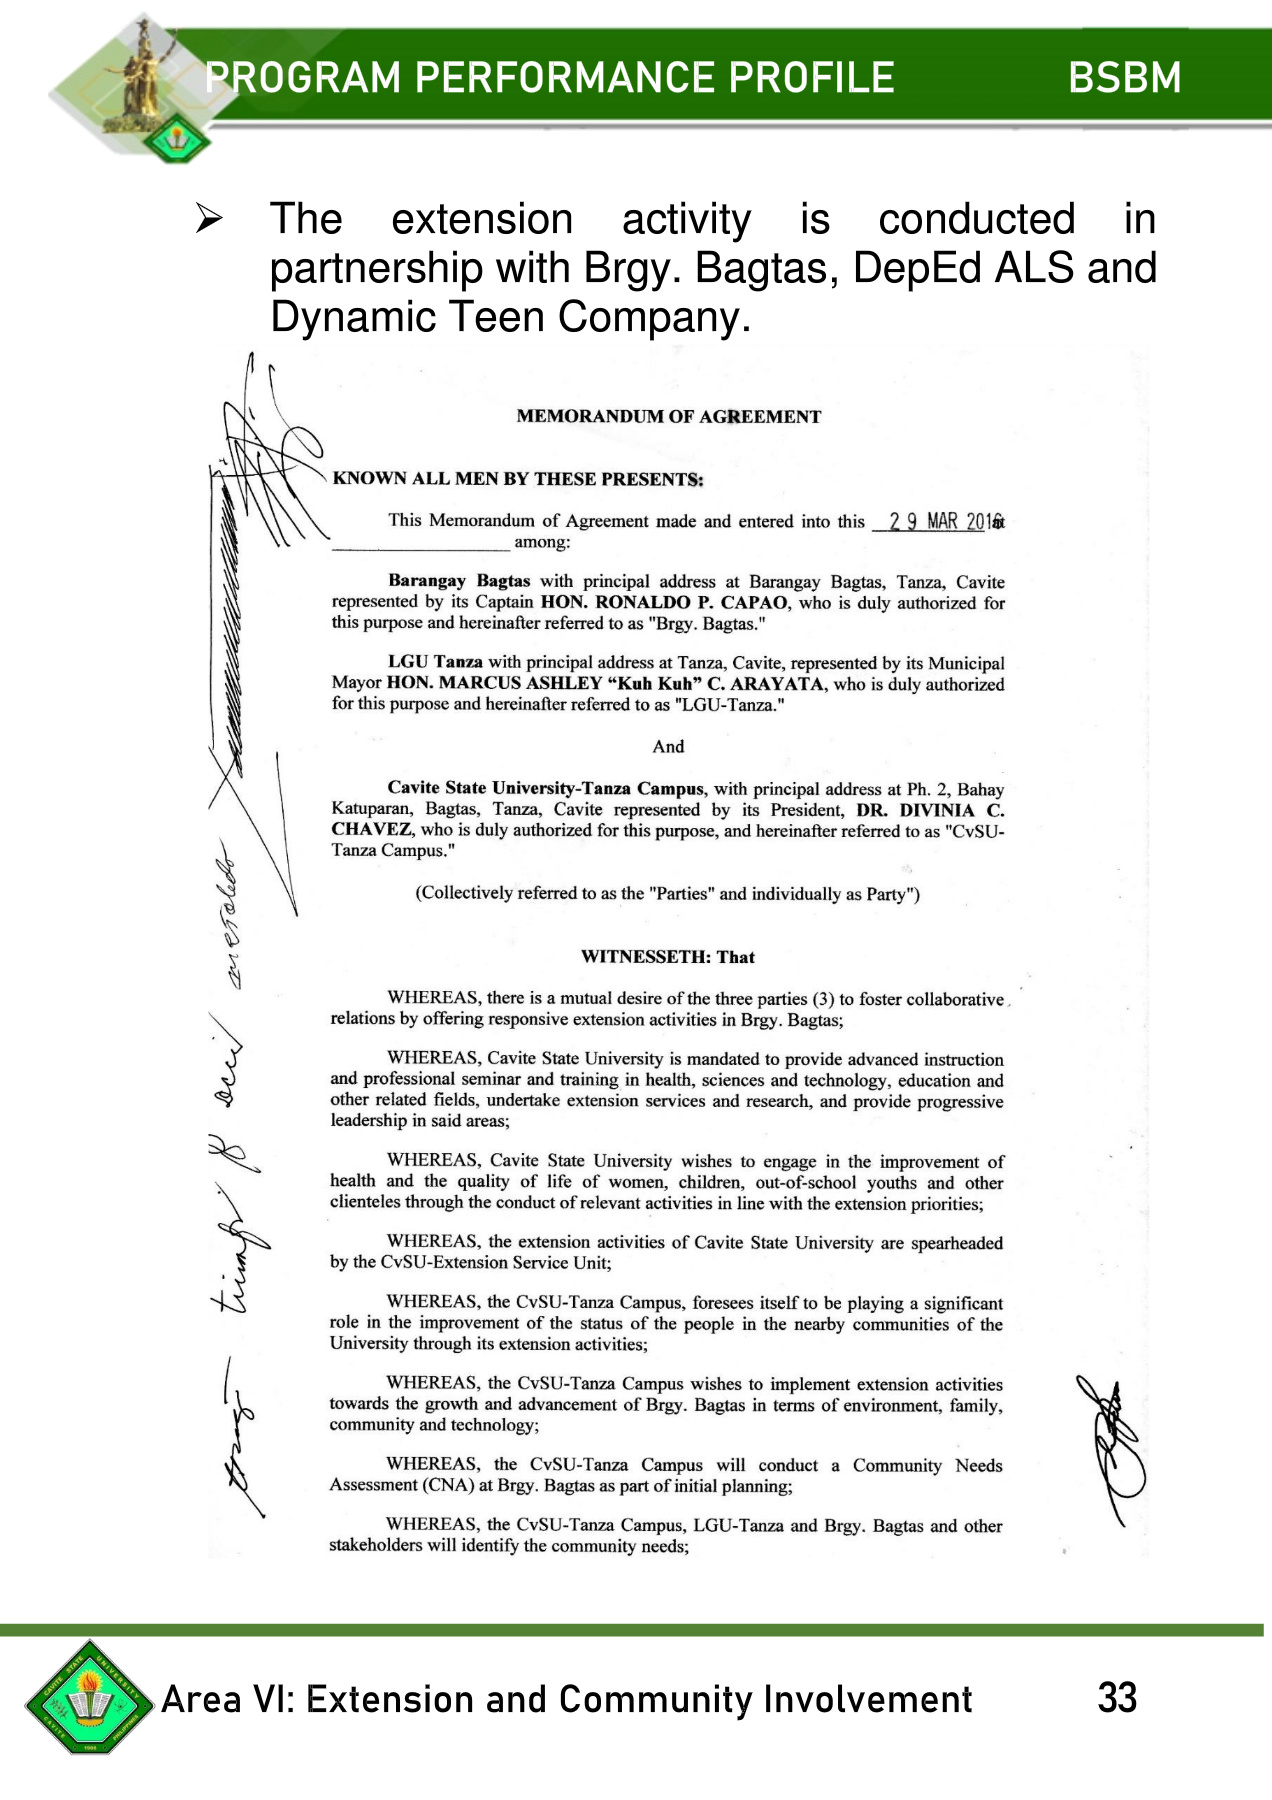 PROGRAM PERFORMANCE PROFILE BSBM
➢ The extension activity is conducted in
partnership with Brgy. Bagtas, DepEd ALS and
Dynamic Teen Company.
MEMORANDUM OF AGREEMENT
KNOWN ALL MEN BY THESE PRESENTS:
This Memorandum of Agreement made and entered into this 29 MAR 201
____________________ among:
Barangay Bagtas with principal address at Barangay Bagtas, Tanza, Cavite
represented by its Captain HON. RONALDO P. CAPAO, who is duly authorized for
this purpose and hereinafter referred to as "Brgy. Bagtas."
LGU Tanza with principal address at Tanza, Cavite, represented by its Municipal
Mayor HON. MARCUS ASHLEY “Kuh Kuh” C. ARAYATA, who is duly authorized
for this purpose and hereinafter referred to as "LGU-Tanza."
And
Cavite State University-Tanza Campus, with principal address at Ph. 2, Bahay
Katuparan, Bagtas, Tanza, Cavite represented by its President, DR. DIVINIA C.
CHAVEZ, who is duly authorized for this purpose, and hereinafter referred to as "CvSU-
Tanza Campus."
(Collectively referred to as the "Parties" and individually as Party")
WITNESSETH: That
WHEREAS, there is a mutual desire of the three parties (3) to foster collaborative
relations by offering responsive extension activities in Brgy. Bagtas;
WHEREAS, Cavite State University is mandated to provide advanced instruction
and professional seminar and training in health, sciences and technology, education and
other related fields, undertake extension services and research, and provide progressive
leadership in said areas;
WHEREAS, Cavite State University wishes to engage in the improvement of
health and the quality of life of women, children, out-of-school youths and other
clienteles through the conduct of relevant activities in line with the extension priorities;
WHEREAS, the extension activities of Cavite State University are spearheaded
by the CvSU-Extension Service Unit;
WHEREAS, the CvSU-Tanza Campus, foresees itself to be playing a significant
role in the improvement of the status of the people in the nearby communities of the
University through its extension activities;
WHEREAS, the CvSU-Tanza Campus wishes to implement extension activities
towards the growth and advancement of Brgy. Bagtas in terms of environment, family,
community and technology;
WHEREAS, the CvSU-Tanza Campus will conduct a Community Needs
Assessment (CNA) at Brgy. Bagtas as part of initial planning;
WHEREAS, the CvSU-Tanza Campus, LGU-Tanza and Brgy. Bagtas and other
stakeholders will identify the community needs;
CAVITE STATE UNIVERSITY
Area VI: Extension and Community Involvement 33